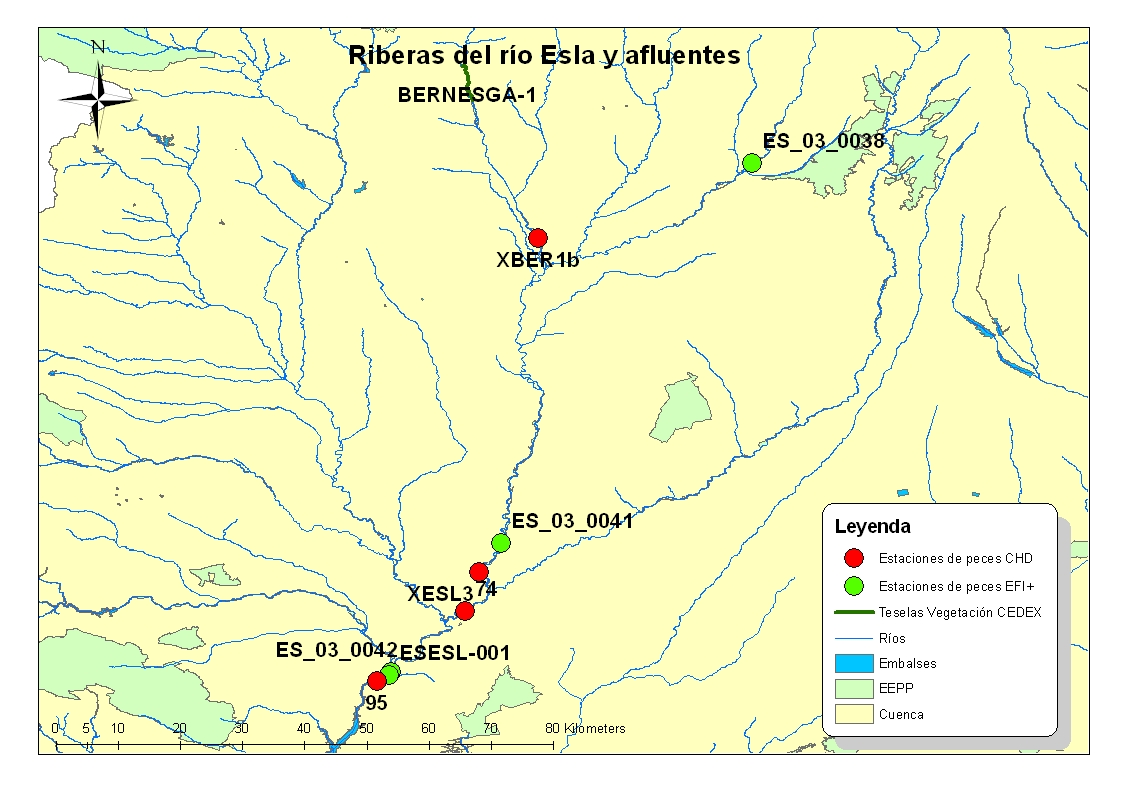 Riberas del río Esla y afluentes
N
BERNESGA-1
ES_03_0038
XBER1b
ES_03_0041
XESL3
74
ES_03_0042
ESESL-001
95
0 5 10 20 30 40 50 60 70 80 Kilometers
Leyenda
Estaciones de peces CHD
Estaciones de peces EFI+
Teselas Vegetación CEDEX
Ríos
Embalses
EEPP
Cuenca